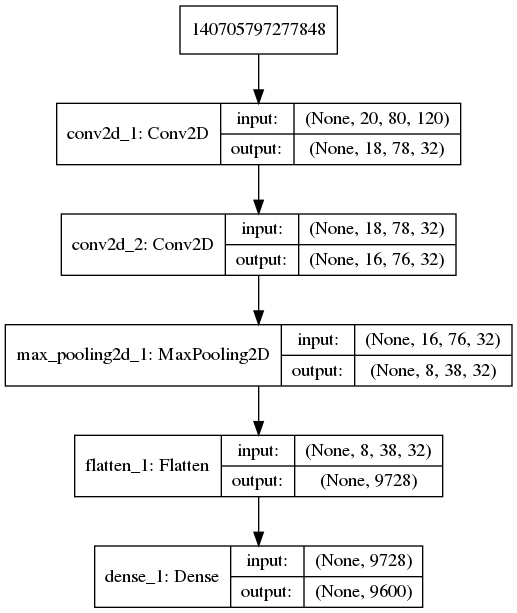 140705797277848
conv2d_1: Conv2D
input: (None, 20, 80, 120)
output: (None, 18, 78, 32)
conv2d_2: Conv2D
input: (None, 18, 78, 32)
output: (None, 16, 76, 32)
max_pooling2d_1: MaxPooling2D
input: (None, 16, 76, 32)
output: (None, 8, 38, 32)
flatten_1: Flatten
input: (None, 8, 38, 32)
output: (None, 9728)
dense_1: Dense
input: (None, 9728)
output: (None, 9600)